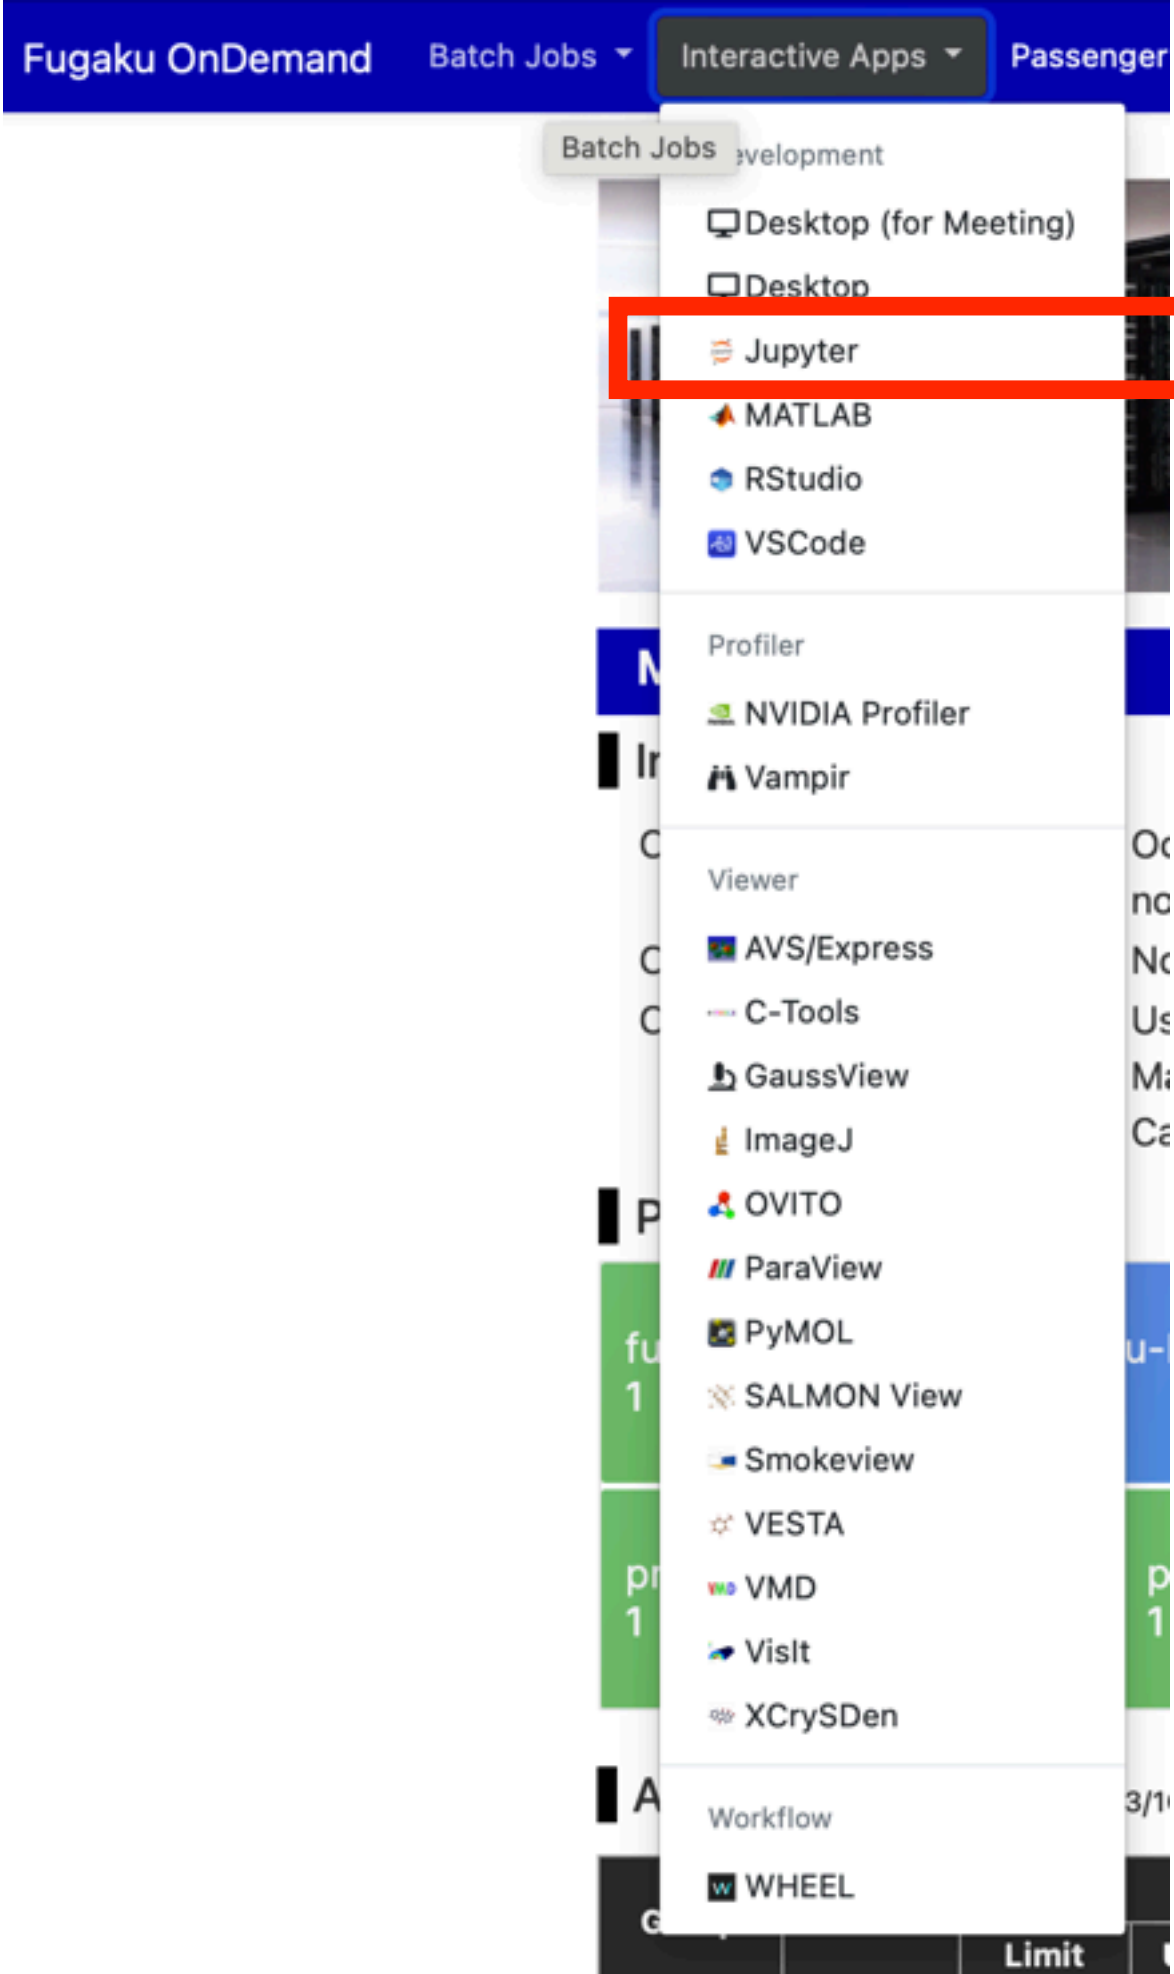 Fugaku OnDemand Batch Jobs Interactive Apps Passenger
Batch Jobs
evelopment
Desktop (for Meeting)
Desktop
Jupyter
MATLAB
RStudio
VSCode
Profiler
NVIDIA Profiler
Vampir
Viewer
AVS/Express
C-Tools
GaussView
ImageJ
OVITO
ParaView
PyMOL
SALMON View
Smokeview
VESTA
VMD
VisIt
XCrySDen
Workflow
WHEEL
Limit